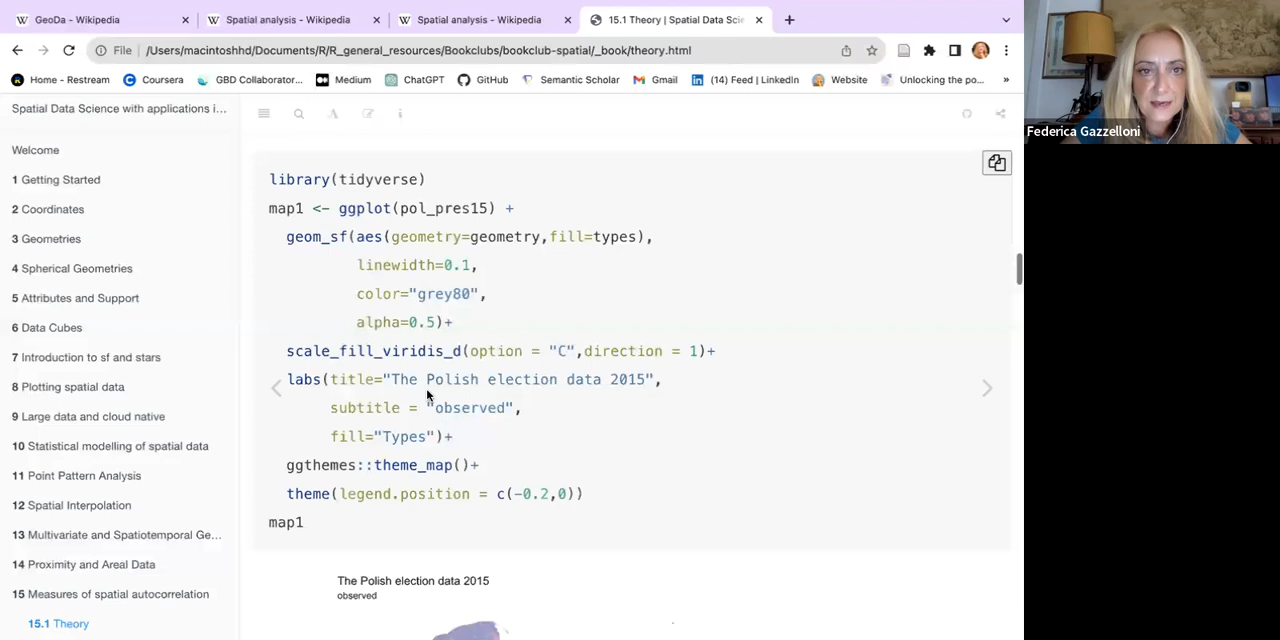 GeoDa - Wikipedia
Spatial analysis - Wikipedia
Spatial analysis - Wikipedia
15.1 Theory | Spatial Data Scie
File /Users/macintoshhd/Documents/R/R_general_resources/Bookclubs/bookclub-spatial/_book/theory.html
Home - Restream
Coursera
GBD Collaborator...
Medium
ChatGPT
GitHub
Semantic Scholar
Gmail
(14) Feed | LinkedIn
Website
Unlocking the po...
»
Federica Gazzelloni
Spatial Data Science with applications i...
Welcome
1 Getting Started
2 Coordinates
3 Geometries
4 Spherical Geometries
5 Attributes and Support
6 Data Cubes
7 Introduction to sf and stars
8 Plotting spatial data
9 Large data and cloud native
10 Statistical modelling of spatial data
11 Point Pattern Analysis
12 Spatial Interpolation
13 Multivariate and Spatiotemporal Ge...
14 Proximity and Areal Data
15 Measures of spatial autocorrelation
15.1 Theory
library(tidyverse)
map1 <- ggplot(pol_pres15) +
geom_sf(aes(geometry=geometry,fill=types),
linewidth=0.1,
color="grey80",
alpha=0.5)+
scale_fill_viridis_d(option = "C",direction = 1)+
labs(title="The Polish election data 2015",
subtitle = "observed",
fill="Types")+
ggthemes::theme_map()+
theme(legend.position = c(-0.2,0))
map1
The Polish election data 2015
observed